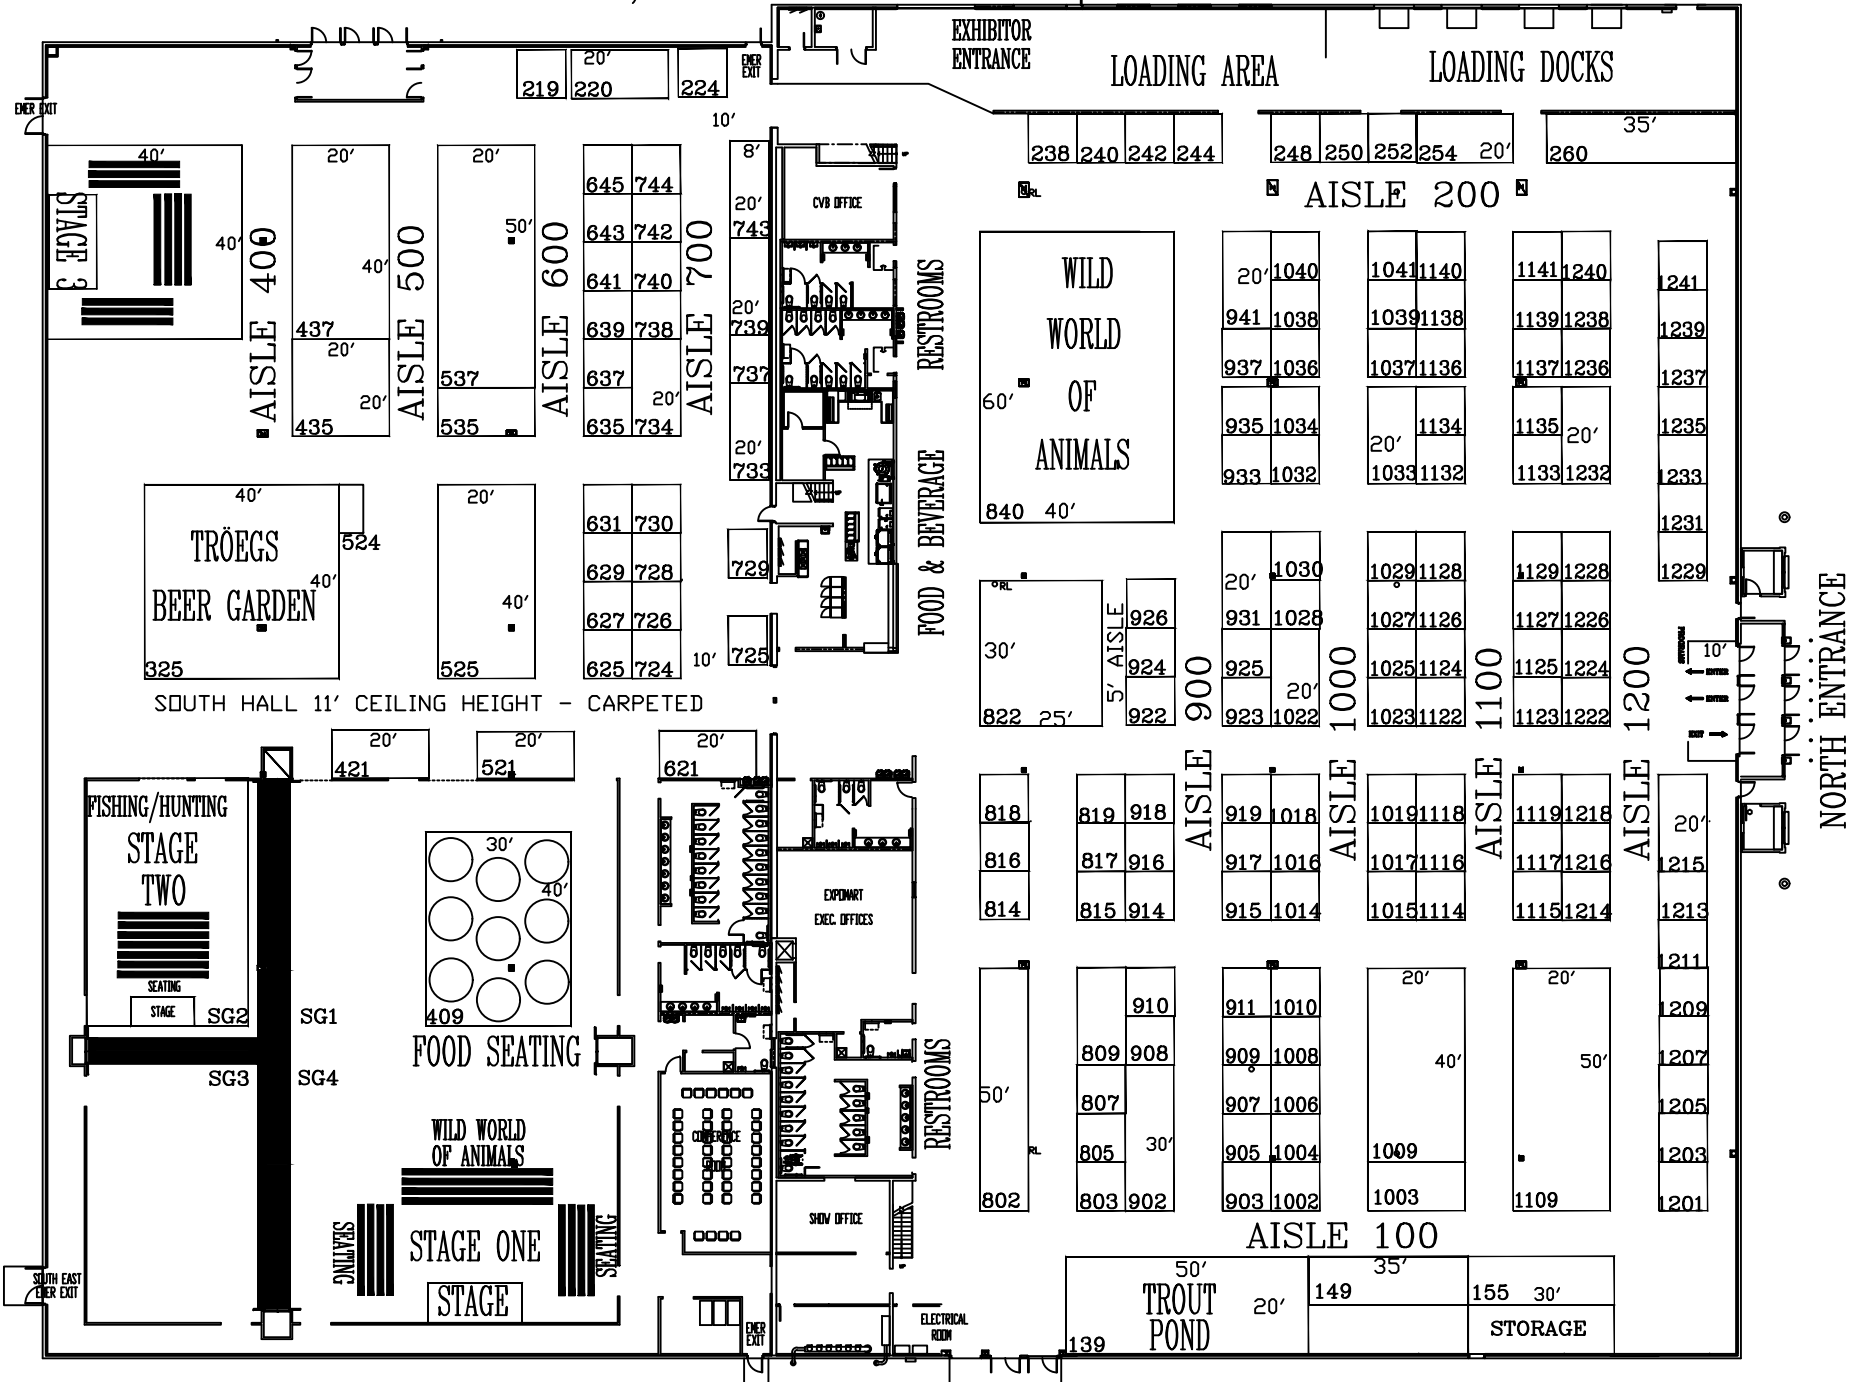 EXHIBITOR
ENTRANCE
LOADING AREA
LOADING DOCKS
EMER
EXIT
EMER EXIT
219
20'
220
224
10'
238 240 242 244
248 250 252 254 20'
35'
260
AISLE 200
40'
40'
STAGE 3
AISLE 400
20'
40'
437
20'
20'
435
AISLE 500
20'
50'
537
535
AISLE 600
645 744
643 742
641 740
639 738
637
20'
635 734
AISLE 700
8'
20'
743
20'
739
737
20'
733
CVB OFFICE
RESTROOMS
FOOD & BEVERAGE
WILD
WORLD
OF
ANIMALS
60'
840 40'
RL
20' 1040
941 1038
937 1036
935 1034
933 1032
1041 1140
1039 1138
1037 1136
1134
20'
1033 1132
1141 1240
1139 1238
1137 1236
1135 20'
1133 1232
1241
1239
1237
1235
1233
1231
1229
40'
TRÖEGS
BEER GARDEN
40'
325
524
20'
40'
525
631 730
629 728
627 726
625 724
729
10'
725
SOUTH HALL 11' CEILING HEIGHT - CARPETED
RL
30'
822 25'
5' AISLE
926
924
922
AISLE 900
1030
20'
931 1028
925
20'
923 1022
AISLE 1000
1029 1128
1027 1126
1025 1124
1023 1122
AISLE 1100
1129 1228
1127 1226
1125 1224
1123 1222
AISLE 1200
10'
ENTER
ENTER
EXIT
NORTH ENTRANCE
20'
421
20'
521
20'
621
FISHING/HUNTING
STAGE
TWO
SEATING
STAGE
SG2 SG1
SG3 SG4
30'
40'
409
FOOD SEATING
EXPOMART
EXEC. OFFICES
818
816
814
819 918
817 916
815 914
919 1018
917 1016
915 1014
1019 1118
1017 1116
1015 1114
1119 1218
1117 1216
1115 1214
20'
1215
1213
1211
1209
1207
1205
1203
1201
50'
802
RL
910
809 908
807
805 30'
803 902
911 1010
909 1008
907 1006
905 1004
903 1002
20'
40'
1009
1003
20'
50'
1109
RESTROOMS
WILD WORLD
OF ANIMALS
SEATING
STAGE ONE
SEATING
STAGE
CONFERENCE
ROOM
SHOW OFFICE
AISLE 100
SOUTH EAST
EMER EXIT
EMER
EXIT
ELECTRICAL
ROOM
50'
TROUT
POND
20'
139
35'
149
155 30'
STORAGE